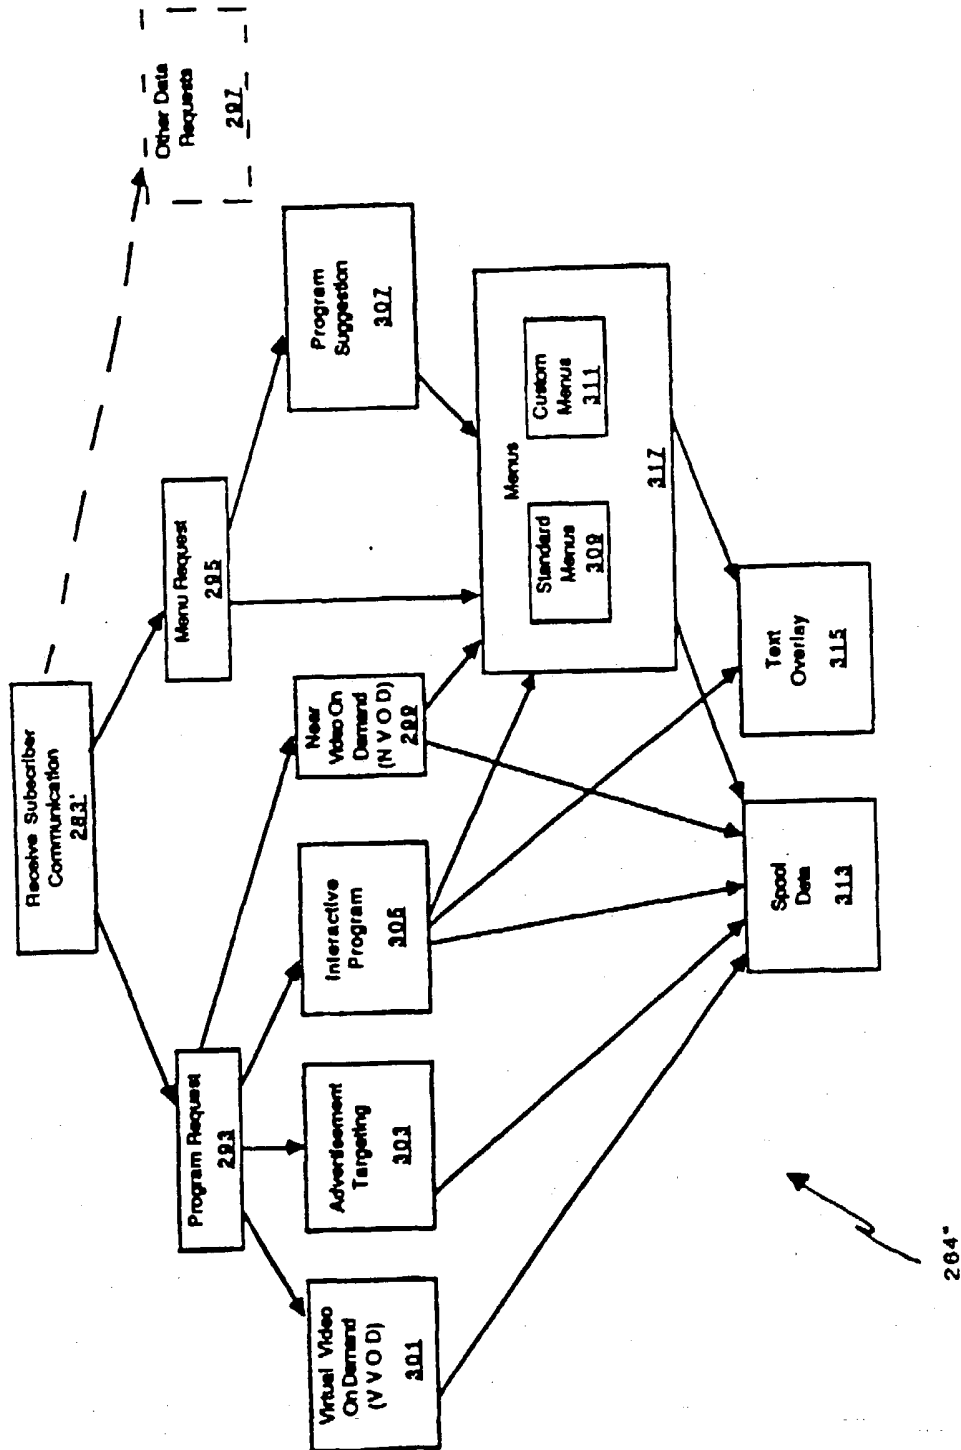 Receive Subscriber
Communication
283'
Other Data
Requests
297
Program Request
293
Menu Request
295
Virtual Video
On Demand
(V V O D)
301
Advertisement
Targeting
303
Interactive
Program
305
Near
Video On
Demand
(N V O D)
299
Program
Suggestion
307
Menus
Standard
Menus
309
Custom
Menus
311
317
Spool
Data
313
Text
Overlay
315
264"